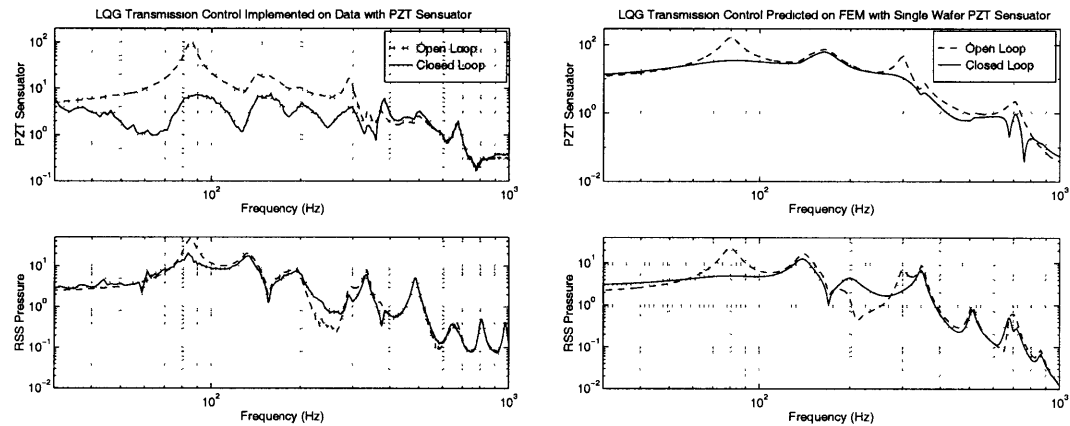 LQG Transmission Control Implemented on Data with PZT Sensuator
10^2
10^1
10^0
10^-1
PZT Sensuator
Open Loop
Closed Loop
10^2
10^3
Frequency (Hz)
10^1
10^0
10^-1
10^-2
RSS Pressure
10^2
10^3
Frequency (Hz)
LQG Transmission Control Predicted on FEM with Single Wafer PZT Sensuator
10^2
10^0
10^-2
PZT Sensuator
Open Loop
Closed Loop
10^2
10^3
Frequency (Hz)
10^1
10^0
10^-1
10^-2
RSS Pressure
10^2
10^3
Frequency (Hz)